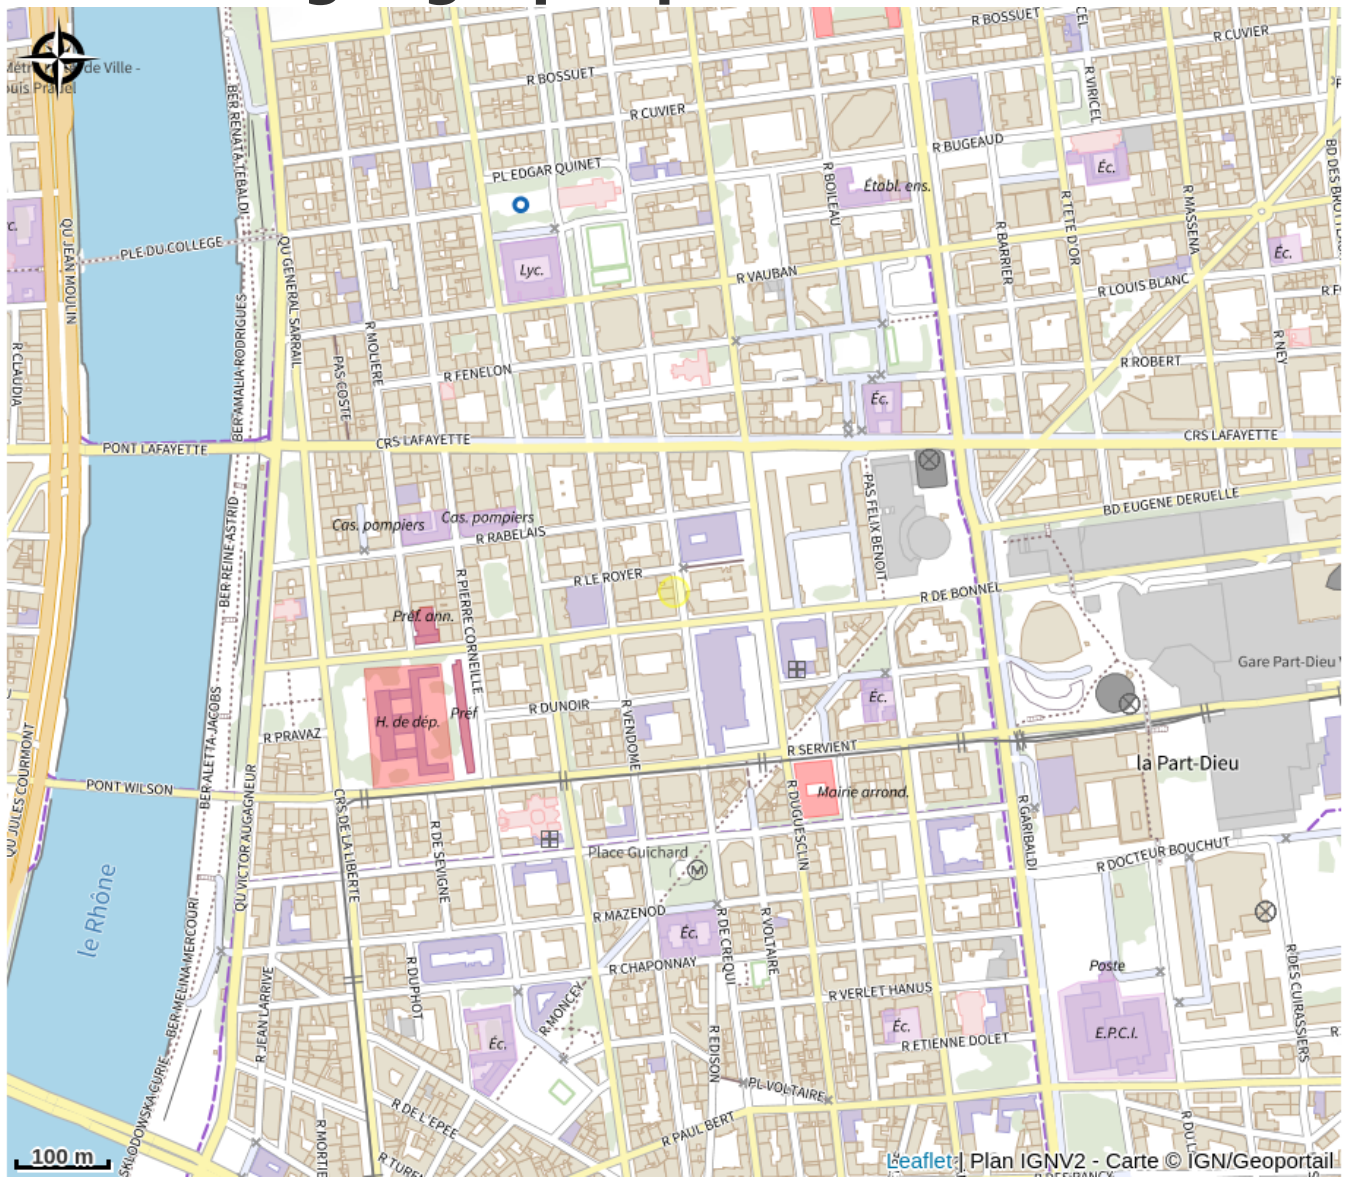 R BOSSUET
R CUVIER
Métro
de Ville -
R BOSSUET
R VIRICEL
BER RENATA TEBALDI
R CUVIER
R BUGEAUD
PL EDGAR QUINET
Éc.
R BOILEAU
Établ. ens.
R TETE D'OR
R MASSENA
QU JEAN MOULIN
PLE DU COLLEGE
QU GENERAL SARRAIL
R BARRIER
Éc.
Lyc.
R VAUBAN
R LOUIS BLANC
BER AMALIA RODRIGUES
R CLAUDIA
R MOLIERE
PAS COSTE
R FENELON
R ROBERT
R NEY
Éc.
PONT LAFAYETTE
CRS LAFAYETTE
CRS LAFAYETTE
PAS FELIX BENOIT
BD EUGENE DERUELLE
Cas. pompiers
Cas. pompiers
R RABELAIS
BER REINE ASTRID
R LE ROYER
R PIERRE CORNEILLE
R DE BONNEL
Préf. ann.
Gare Part-Dieu
H. de dép.
Préf
R DUNOIR
R VENDOME
Éc.
BER ALETTA JACOBS
R PRAVAZ
R SERVIENT
la Part-Dieu
QU JULES COURMONT
PONT WILSON
QU VICTOR AUGAGNEUR
CRS DE LA LIBERTE
R DE SEVIGNE
R DUGUESCLIN
Mairie arrond.
R GARIBALDI
Place Guichard
M
R DOCTEUR BOUCHUT
le Rhône
BER MELINA MERCOURI
R MAZENOD
Éc.
R DE CREQUI
R VOLTAIRE
R CHAPONNAY
R DUPHOT
R JEAN LARRIVE
R MONCEY
R VERLET HANUS
Poste
R DES CUIRASSIERS
Éc.
Éc.
R ETIENNE DOLET
E.P.C.I.
R EDISON
PL VOLTAIRE
SKLODOWSKA CURIE
R DE L'EPEE
R PAUL BERT
100 m
Leaflet | Plan IGNV2 - Carte © IGN/Geoportail